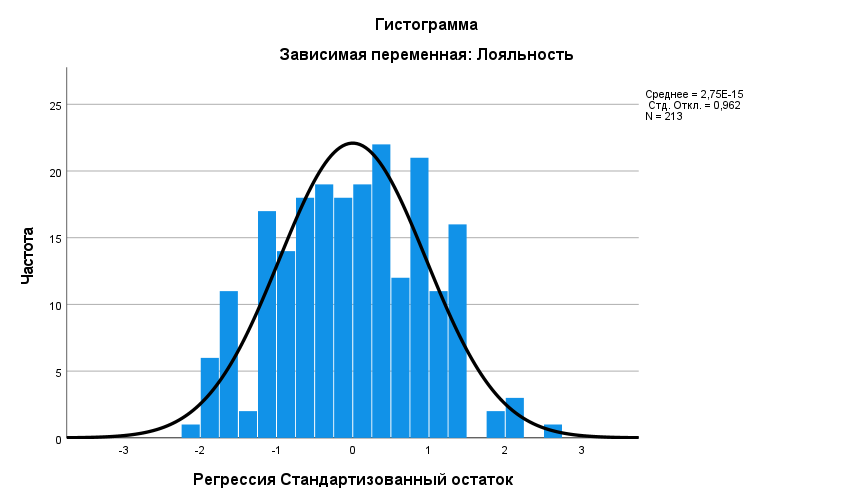 Гистограмма
Зависимая переменная: Лояльность
Среднее = 2,75E-15
Стд. Откл. = 0,962
N = 213
Частота
25
20
15
10
5
0
-3 -2 -1 0 1 2 3
Регрессия Стандартизованный остаток